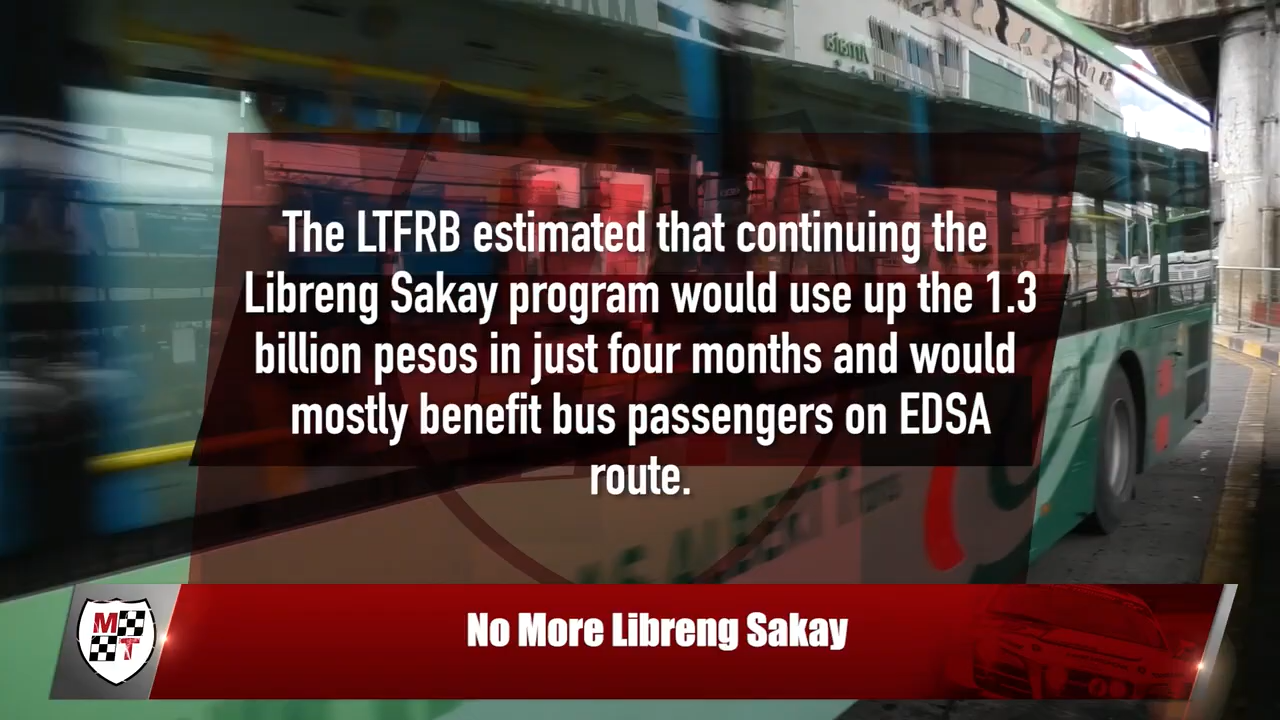 The LTFRB estimated that continuing the
Libreng Sakay program would use up the 1.3
billion pesos in just four months and would
mostly benefit bus passengers on EDSA
route.
M
T
No More Libreng Sakay